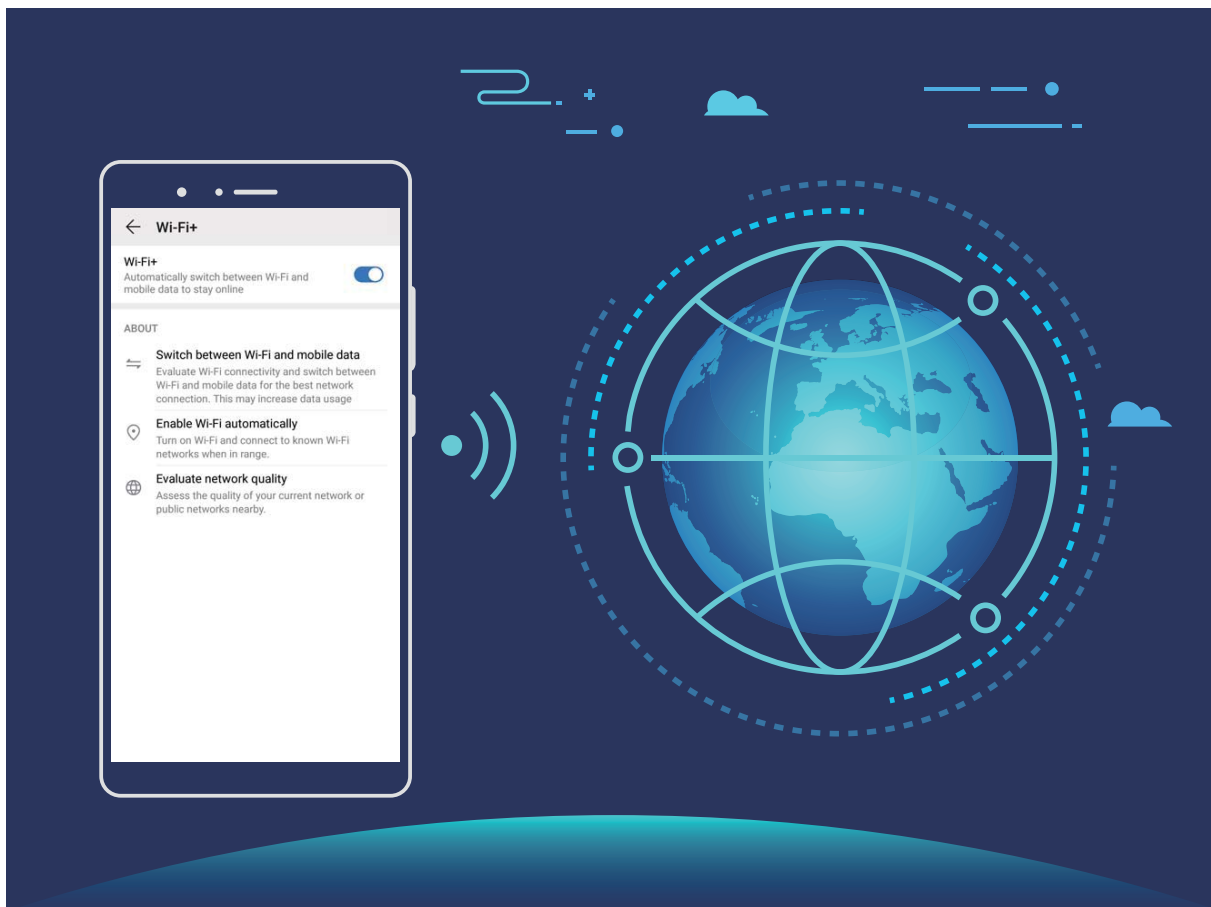 Wi-Fi+
Wi-Fi+
Automatically switch between Wi-Fi and
mobile data to stay online
ABOUT
Switch between Wi-Fi and mobile data
Evaluate Wi-Fi connectivity and switch between
Wi-Fi and mobile data for the best network
connection. This may increase data usage
Enable Wi-Fi automatically
Turn on Wi-Fi and connect to known Wi-Fi
networks when in range.
Evaluate network quality
Assess the quality of your current network or
public networks nearby.